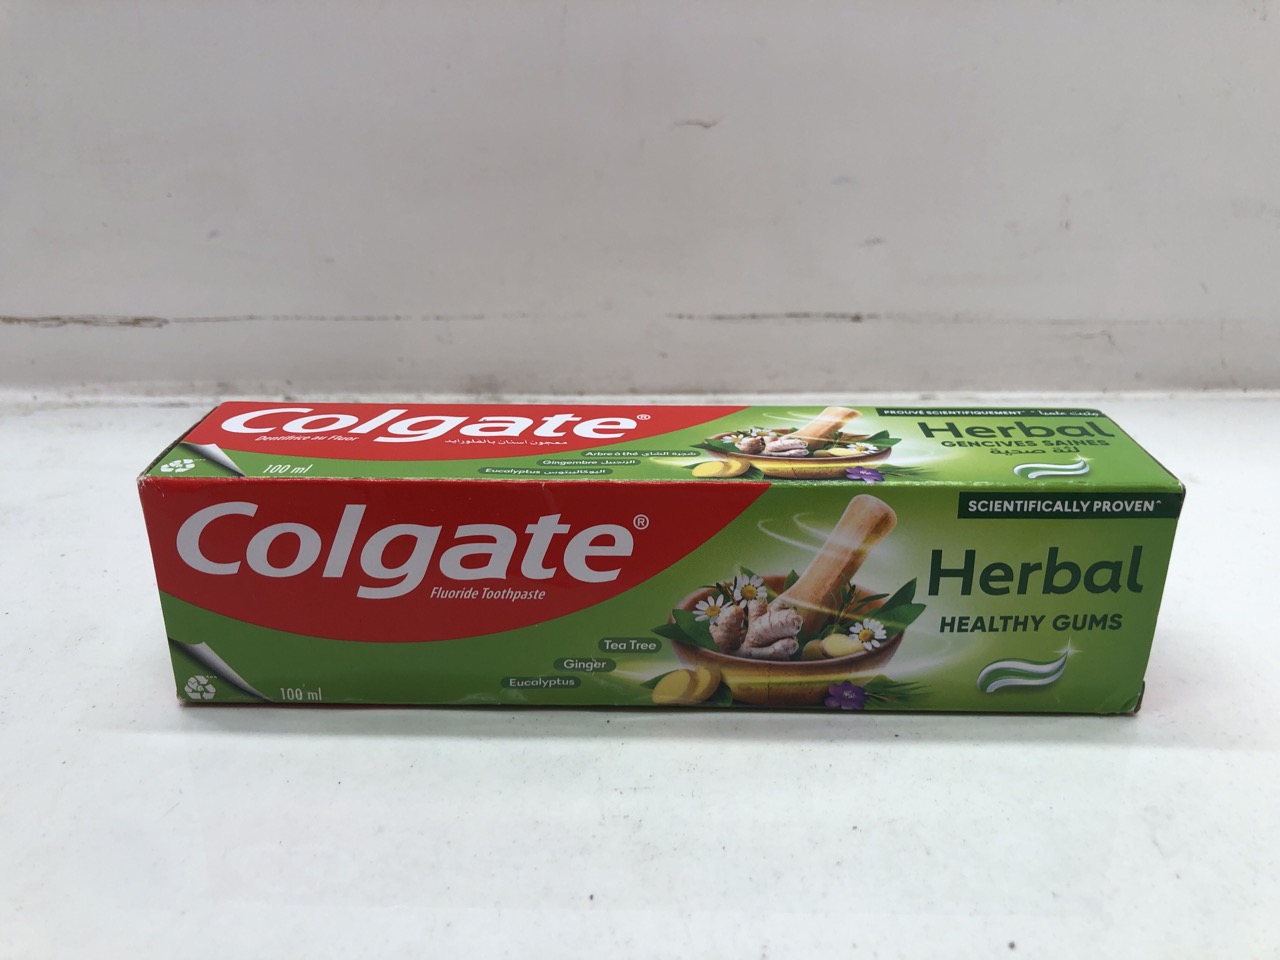 Colgate®
Dentifrice au Fluor
معجون أسنان بالفلورايد
100 ml
Arbre à thé شجرة الشاي
Gingembre الزنجبيل
Eucalyptus اليوكاليبتوس
PROUVÉ SCIENTIFIQUEMENT^
Herbal
GENCIVES SAINES
لثة صحية
Colgate®
Fluoride Toothpaste
Tea Tree
Ginger
Eucalyptus
100 ml
SCIENTIFICALLY PROVEN^
Herbal
HEALTHY GUMS